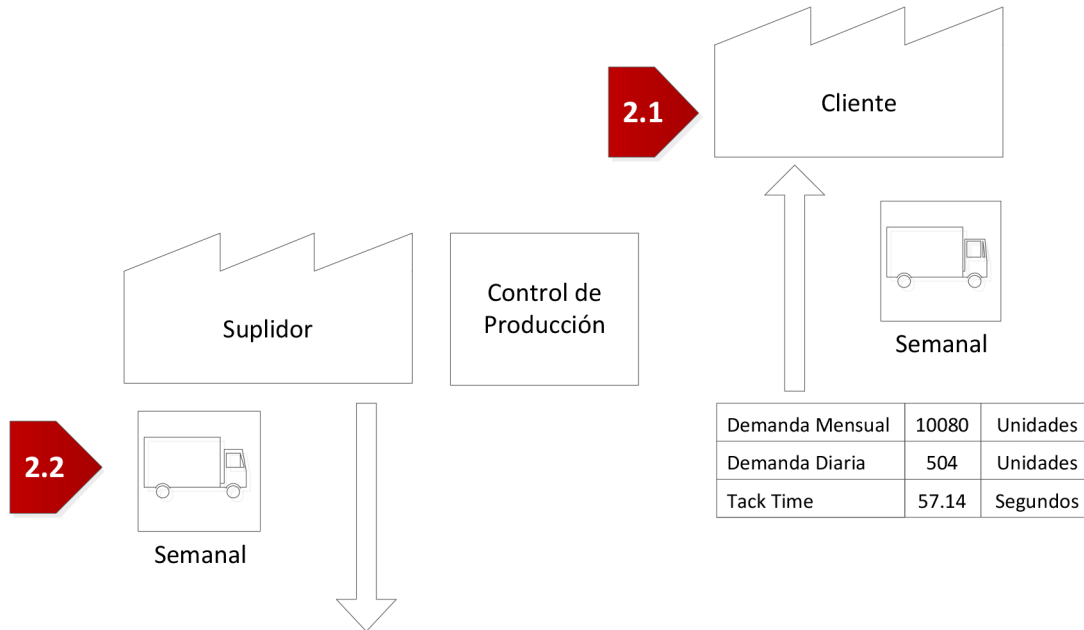 2.1
Cliente
Suplidor
Control de
Producción
Semanal
2.2
Semanal
Demanda Mensual 10080 Unidades
Demanda Diaria 504 Unidades
Tack Time 57.14 Segundos